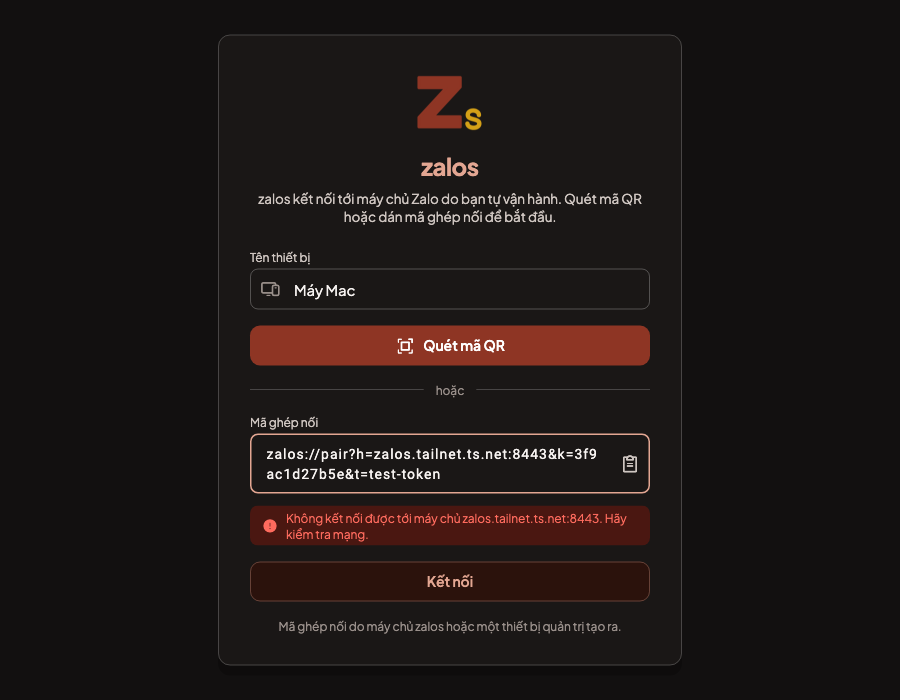 Zs
zalos
zalos kết nối tới máy chủ Zalo do bạn tự vận hành. Quét mã QR
hoặc dán mã ghép nối để bắt đầu.
Tên thiết bị
Máy Mac
Quét mã QR
hoặc
Mã ghép nối
zalos://pair?h=zalos.tailnet.ts.net:8443&k=3f9
ac1d27b5e&t=test-token
Không kết nối được tới máy chủ zalos.tailnet.ts.net:8443. Hãy
kiểm tra mạng.
Kết nối
Mã ghép nối do máy chủ zalos hoặc một thiết bị quản trị tạo ra.